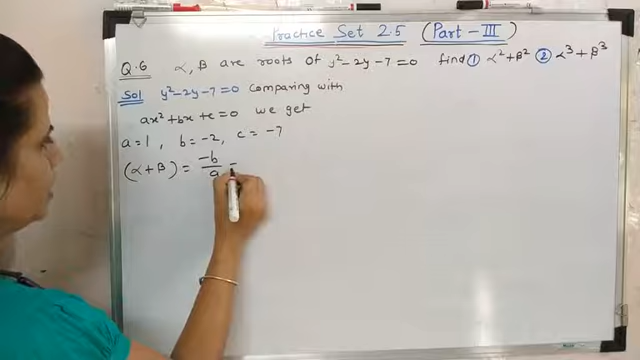 Practice Set 2.5 (Part - III)
Q.6 α, β are roots of y² - 2y - 7 = 0 find ① α² + β² ② α³ + β³
Sol y² - 2y - 7 = 0 Comparing with
ax² + bx + c = 0 we get
a = 1 , b = -2 , c = -7
(α + β) = -b/a =